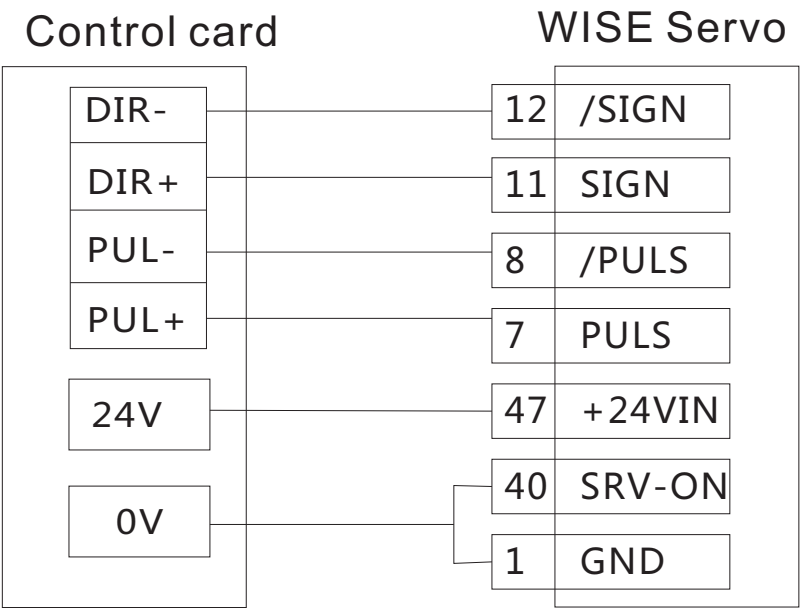 Control card
WISE Servo
DIR- 12 /SIGN
DIR+ 11 SIGN
PUL- 8 /PULS
PUL+ 7 PULS
24V 47 +24VIN
40 SRV-ON
0V
1 GND